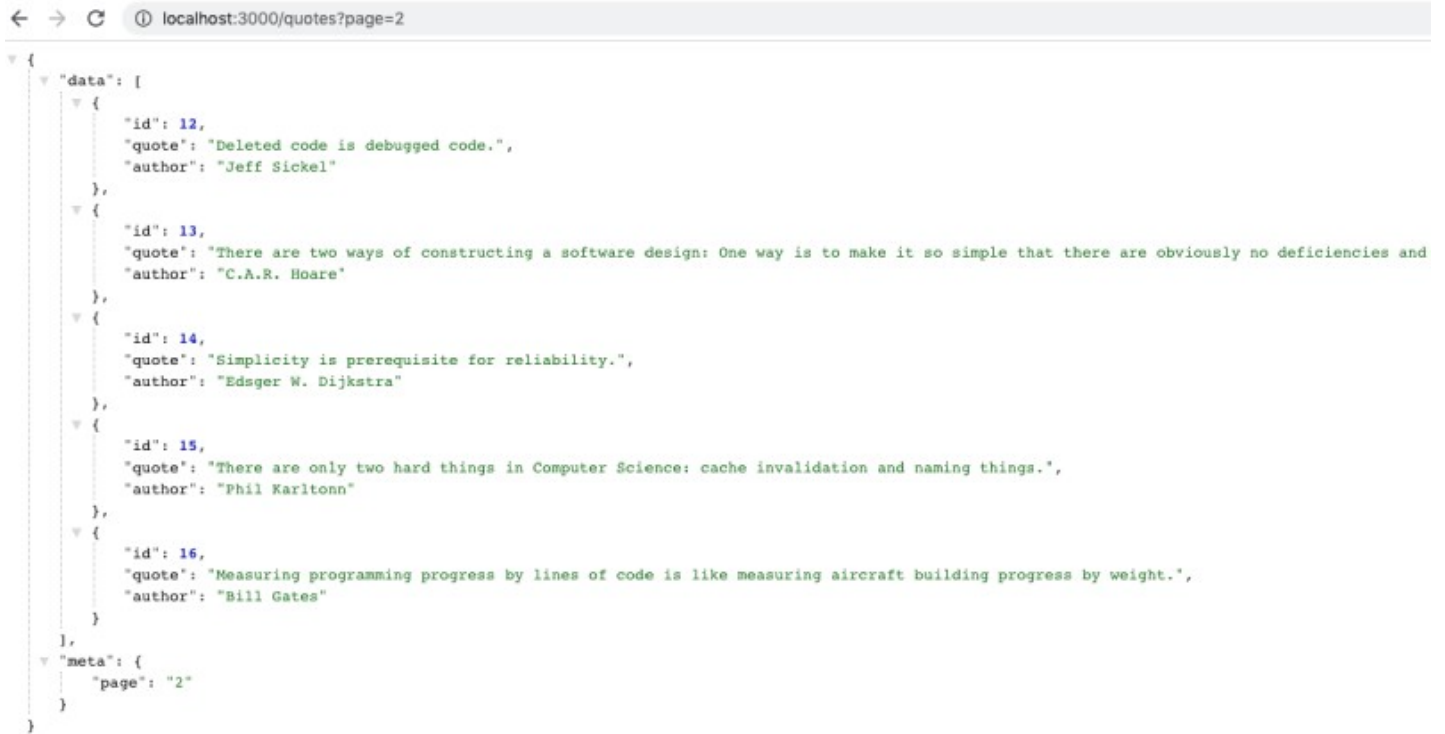 localhost:3000/quotes?page=2
{
"data": [
{
"id": 12,
"quote": "Deleted code is debugged code.",
"author": "Jeff Sickel"
},
{
"id": 13,
"quote": "There are two ways of constructing a software design: One way is to make it so simple that there are obviously no deficiencies and
"author": "C.A.R. Hoare"
},
{
"id": 14,
"quote": "Simplicity is prerequisite for reliability.",
"author": "Edsger W. Dijkstra"
},
{
"id": 15,
"quote": "There are only two hard things in Computer Science: cache invalidation and naming things.",
"author": "Phil Karltonn"
},
{
"id": 16,
"quote": "Measuring programming progress by lines of code is like measuring aircraft building progress by weight.",
"author": "Bill Gates"
}
],
"meta": {
"page": "2"
}
}